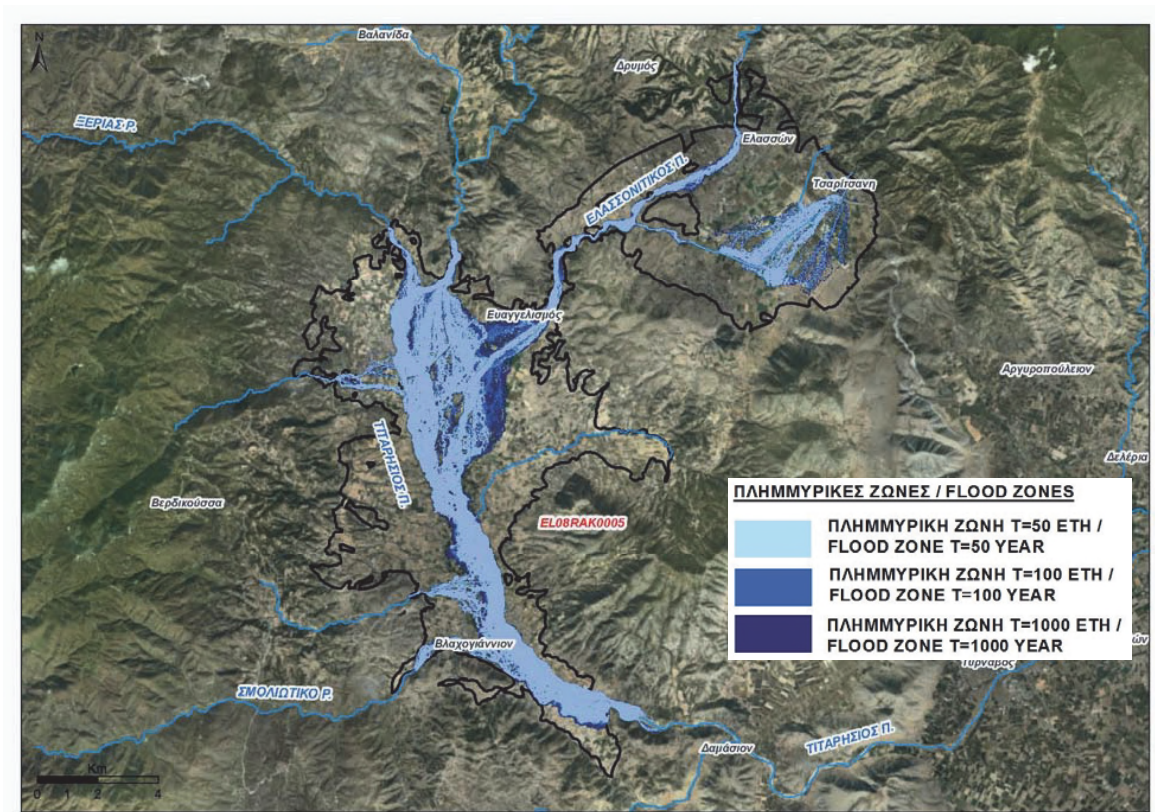 N
Βαλανίδα
Δρυμός
ΞΕΡΙΑΣ Ρ.
Ελασσών
ΕΛΑΣΣΟΝΙΤΙΚΟΣ Π.
Τσαρίτσανη
Ευαγγελισμός
Αργυροπούλειον
ΤΙΤΑΡΗΣΙΟΣ Π.
Δελέρια
Βερδικούσσα
EL08RAK0005
ΠΛΗΜΜΥΡΙΚΕΣ ΖΩΝΕΣ / FLOOD ZONES
ΠΛΗΜΜΥΡΙΚΗ ΖΩΝΗ Τ=50 ΕΤΗ /
FLOOD ZONE T=50 YEAR
ΠΛΗΜΜΥΡΙΚΗ ΖΩΝΗ Τ=100 ΕΤΗ /
FLOOD ZONE T=100 YEAR
ΠΛΗΜΜΥΡΙΚΗ ΖΩΝΗ Τ=1000 ΕΤΗ /
FLOOD ZONE T=1000 YEAR
Βλαχογιάννιον
ΣΜΟΛΙΩΤΙΚΟ Ρ.
Δαμάσιον
ΤΙΤΑΡΗΣΙΟΣ Π.
Km
0 1 2 4